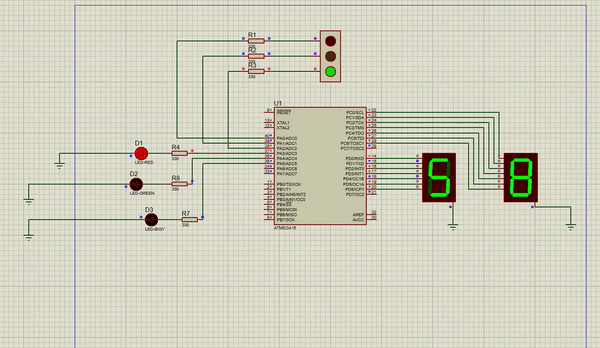 R1
R2
R3
330
U1
RESET
XTAL1
XTAL2
PC0/SCL
PC1/SDA
PC2/TCK
PC3/TMS
PC4/TDO
PC5/TDI
PC6/TOSC1
PC7/TOSC2
PA0/ADC0
PA1/ADC1
PA2/ADC2
PA3/ADC3
PA4/ADC4
PA5/ADC5
PA6/ADC6
PA7/ADC7
PD0/RXD
PD1/TXD
PD2/INT0
PD3/INT1
PD4/OC1B
PD5/OC1A
PD6/ICP1
PD7/OC2
PB0/T0/XCK
PB1/T1
PB2/AIN0/INT2
PB3/AIN1/OC0
PB4/SS
PB5/MOSI
PB6/MISO
PB7/SCK
AREF
AVCC
ATMEGA16
D1
LED-RED
R4
330
D2
LED-GREEN
R8
330
D3
LED-BIGY
R7
330
5
8